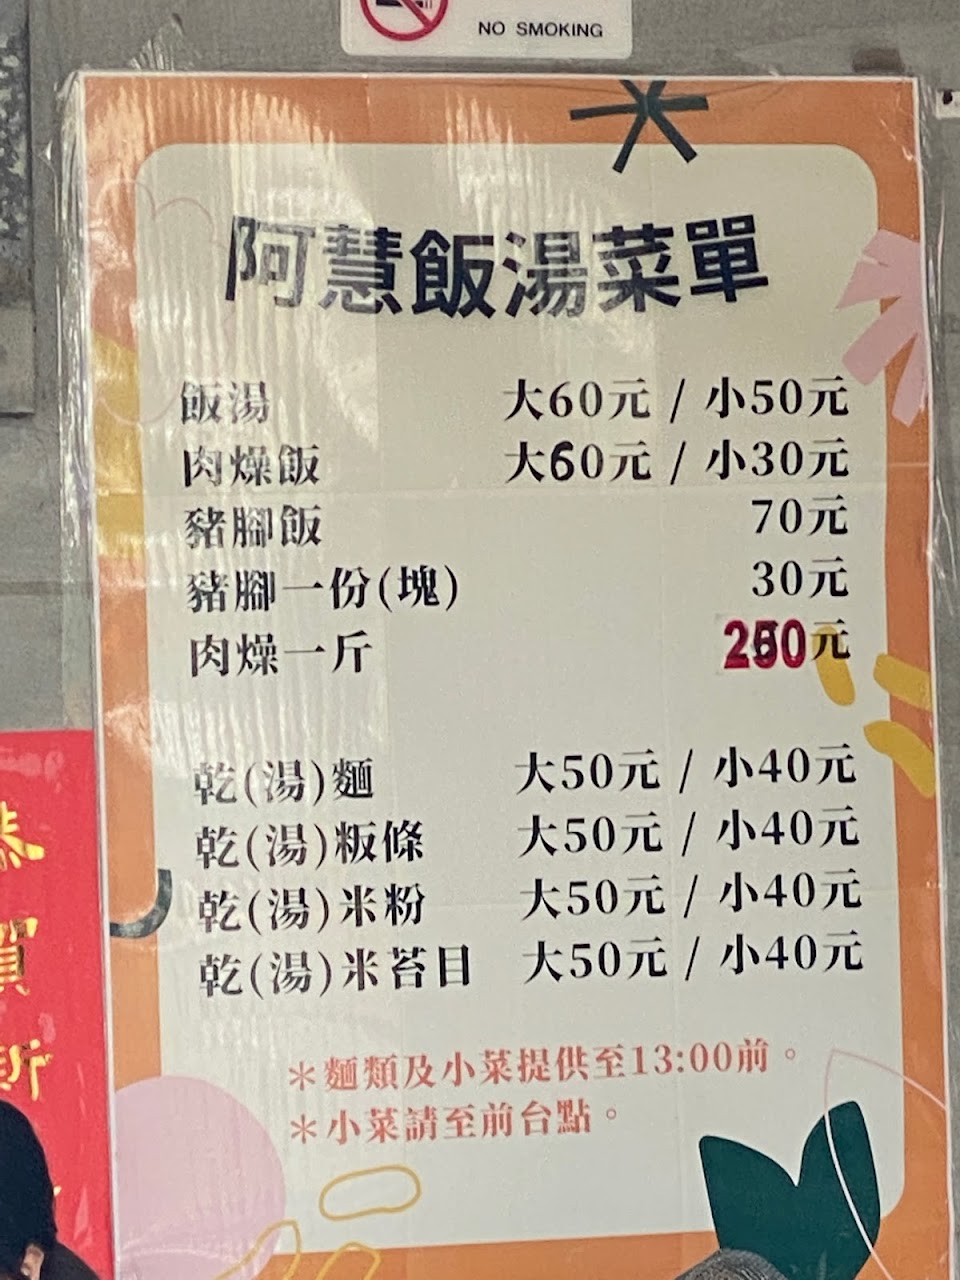 NO SMOKING
阿慧飯湯菜單
飯湯 大60元 / 小50元
肉燥飯 大60元 / 小30元
豬腳飯 70元
豬腳一份(塊) 30元
肉燥一斤 元
乾(湯)麵 大50元 / 小40元
乾(湯)粄條 大50元 / 小40元
乾(湯)米粉 大50元 / 小40元
乾(湯)米苔目 大50元 / 小40元
＊麵類及小菜提供至13:00前。
＊小菜請至前台點。
恭
賀
新